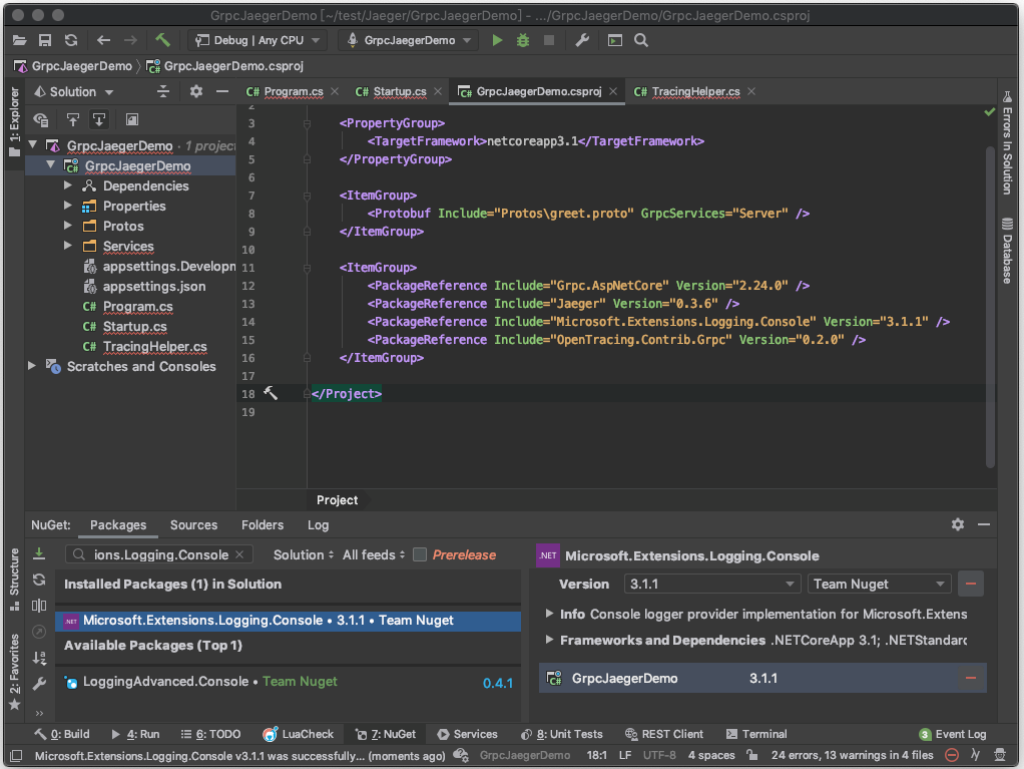 GrpcJaegerDemo [~/test/Jaeger/GrpcJaegerDemo] - .../GrpcJaegerDemo/GrpcJaegerDemo.csproj
Debug | Any CPU
GrpcJaegerDemo
GrpcJaegerDemo
GrpcJaegerDemo.csproj
1: Explorer
Solution
C# Program.cs
C# Startup.cs
GrpcJaegerDemo.csproj
C# TracingHelper.cs
GrpcJaegerDemo · 1 project
GrpcJaegerDemo
Dependencies
Properties
Protos
Services
appsettings.Developm
appsettings.json
C# Program.cs
C# Startup.cs
C# TracingHelper.cs
Scratches and Consoles
2
3 <PropertyGroup>
4 <TargetFramework>netcoreapp3.1</TargetFramework>
5 </PropertyGroup>
6
7 <ItemGroup>
8 <Protobuf Include="Protos\greet.proto" GrpcServices="Server" />
9 </ItemGroup>
10
11 <ItemGroup>
12 <PackageReference Include="Grpc.AspNetCore" Version="2.24.0" />
13 <PackageReference Include="Jaeger" Version="0.3.6" />
14 <PackageReference Include="Microsoft.Extensions.Logging.Console" Version="3.1.1" />
15 <PackageReference Include="OpenTracing.Contrib.Grpc" Version="0.2.0" />
16 </ItemGroup>
17
18 </Project>
19
Project
Errors In Solution
Database
NuGet:
Packages
Sources
Folders
Log
Structure
2: Favorites
ions.Logging.Console
Solution
All feeds
Prerelease
Installed Packages (1) in Solution
.NET Microsoft.Extensions.Logging.Console • 3.1.1 • Team Nuget
Available Packages (Top 1)
LoggingAdvanced.Console • Team Nuget
0.4.1
.NET Microsoft.Extensions.Logging.Console
Version
3.1.1
Team Nuget
Info Console logger provider implementation for Microsoft.Extens
Frameworks and Dependencies .NETCoreApp 3.1; .NETStandarc
GrpcJaegerDemo 3.1.1
0: Build
4: Run
6: TODO
LuaCheck
7: NuGet
Services
8: Unit Tests
REST Client
Terminal
3 Event Log
Microsoft.Extensions.Logging.Console v3.1.1 was successfully... (moments ago)
GrpcJaegerDemo
18:1
LF
UTF-8
4 spaces
24 errors, 13 warnings in 4 files